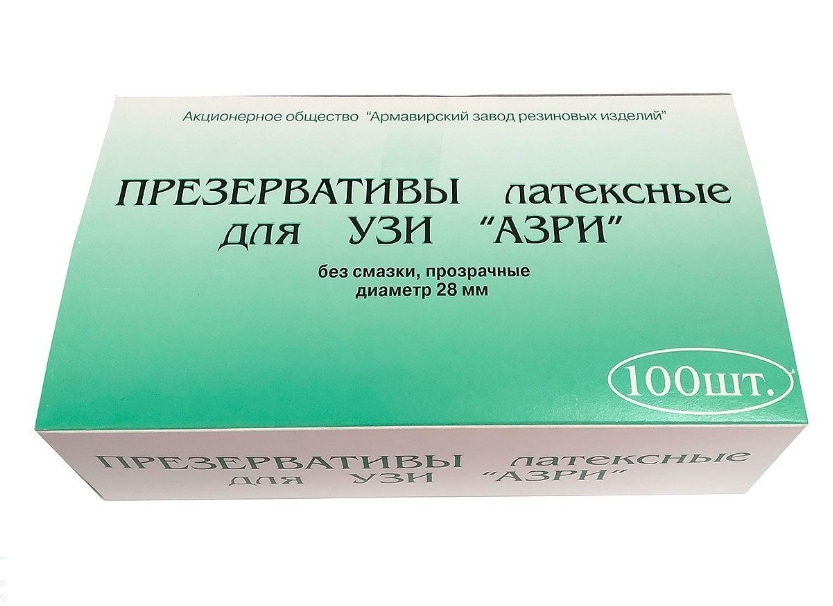 Акционерное общество "Армавирский завод резиновых изделий"
ПРЕЗЕРВАТИВЫ латексные
для УЗИ "АЗРИ"
без смазки, прозрачные
диаметр 28 мм
100шт.
ПРЕЗЕРВАТИВЫ латексные
для УЗИ "АЗРИ"